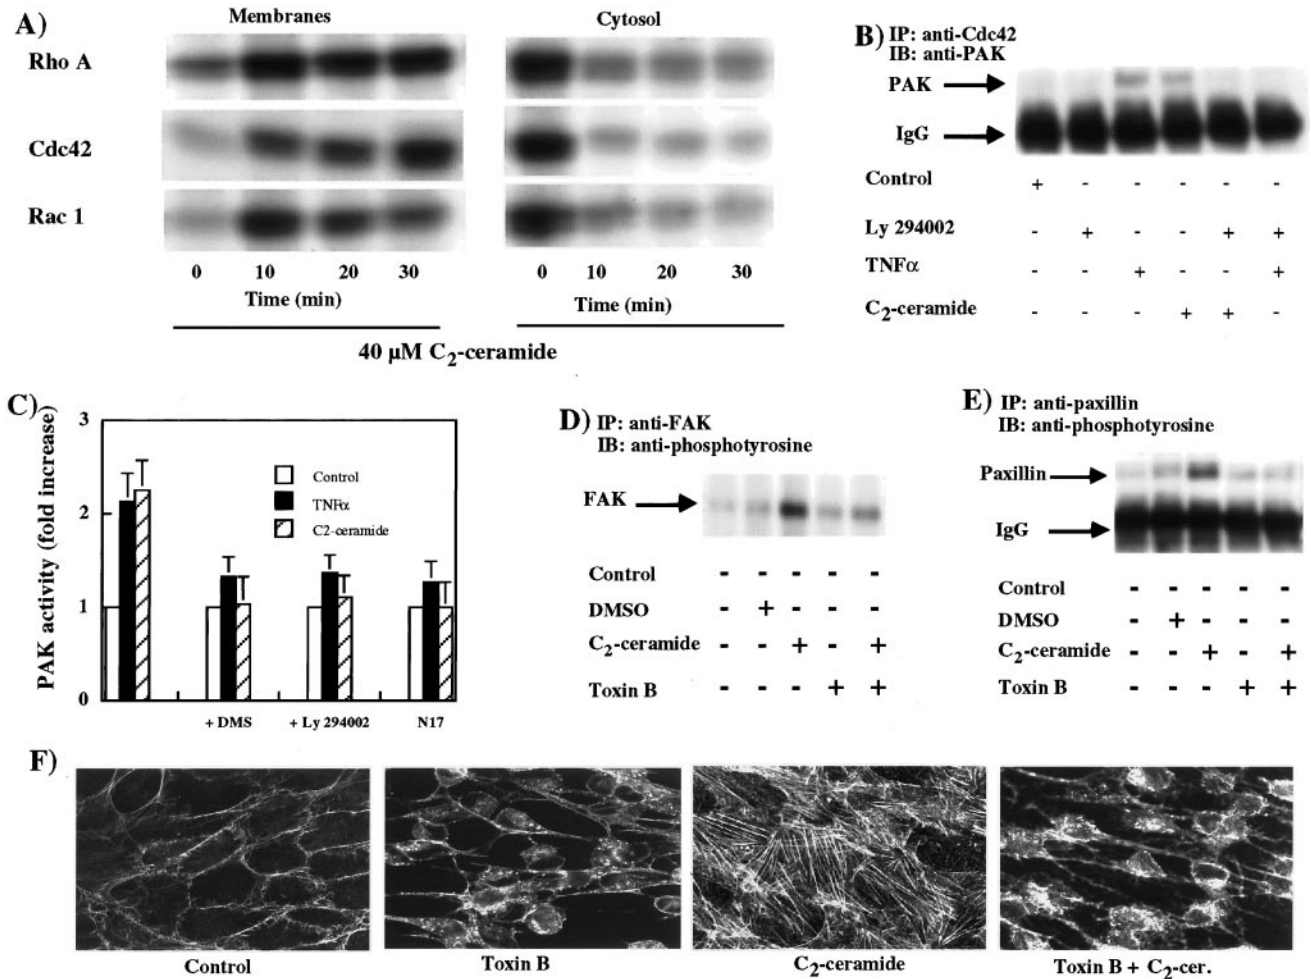 A)
Membranes
Cytosol
Rho A
Cdc42
Rac 1
0 10 20 30
0 10 20 30
Time (min)
Time (min)
40 µM C2-ceramide
B) IP: anti-Cdc42
IB: anti-PAK
PAK
IgG
Control + - - - - -
Ly 294002 - + - - + +
TNFα - - + - - +
C2-ceramide - - - + + -
C)
PAK activity (fold increase)
3
2
1
0
Control
TNFα
C2-ceramide
+ DMS
+ Ly 294002
N17
D) IP: anti-FAK
IB: anti-phosphotyrosine
FAK
Control - - - - -
DMSO - + - - -
C2-ceramide - - + - +
Toxin B - - - + +
E) IP: anti-paxillin
IB: anti-phosphotyrosine
Paxillin
IgG
Control - - - - -
DMSO - + - - -
C2-ceramide - - + - +
Toxin B - - - + +
F)
Control
Toxin B
C2-ceramide
Toxin B + C2-cer.